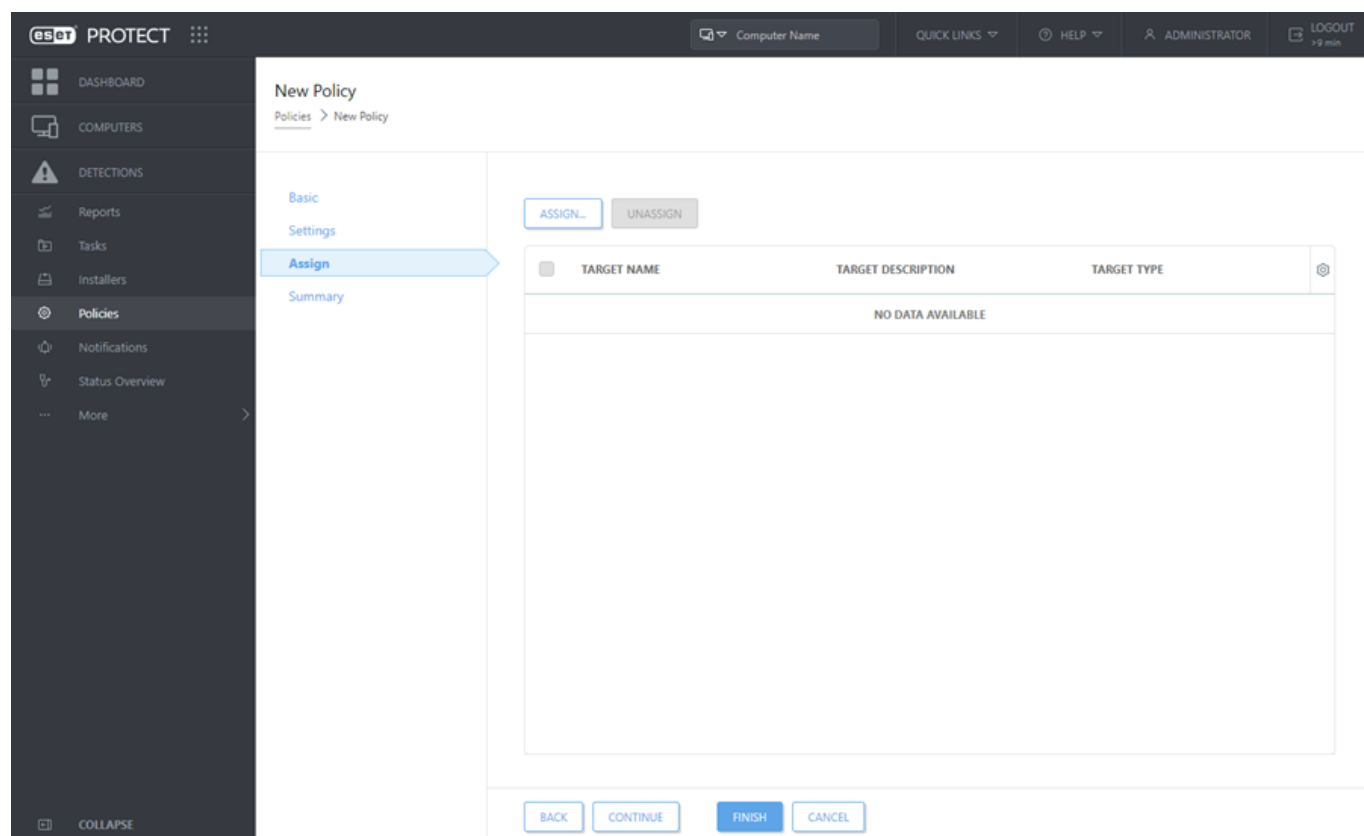 eset PROTECT
Computer Name
QUICK LINKS
HELP
ADMINISTRATOR
LOGOUT
>9 min
DASHBOARD
COMPUTERS
DETECTIONS
Reports
Tasks
Installers
Policies
Notifications
Status Overview
More
COLLAPSE
New Policy
Policies > New Policy
Basic
Settings
Assign
Summary
ASSIGN... UNASSIGN
TARGET NAME TARGET DESCRIPTION TARGET TYPE
NO DATA AVAILABLE
BACK CONTINUE FINISH CANCEL